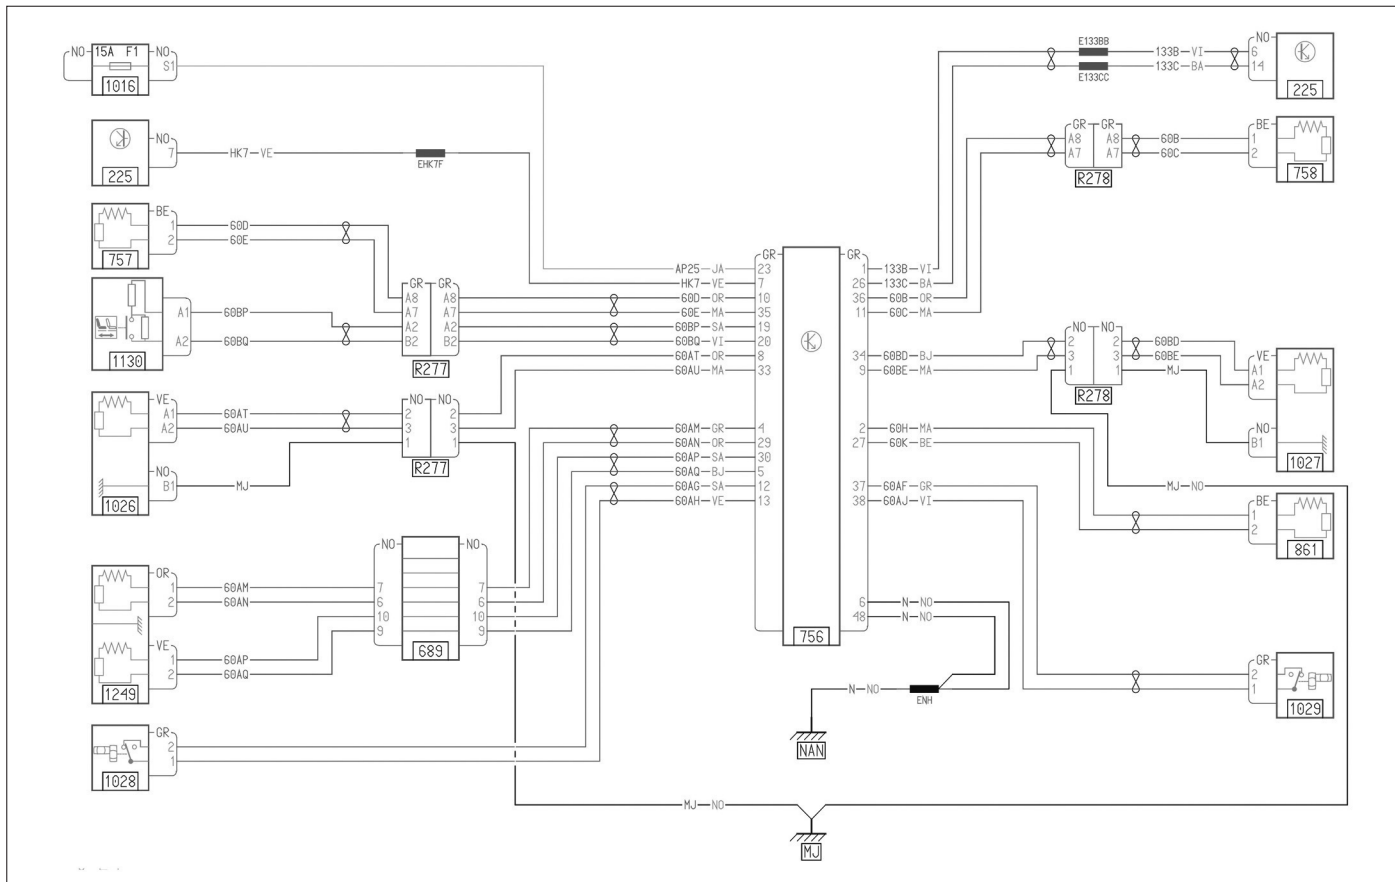 NO 15A F1 NO
S1
1016
NO
7
HK7 VE
EHK7F
225
BE
1 60D
2 60E
757
A1 60BP
A2 60BQ
1130
GR GR
A8 A8
A7 A7
A2 A2
B2 B2
R277
VE
A1 60AT
A2 60AU
NO
B1 MJ
1026
NO NO
2 2
3 3
1 1
R277
OR
1 60AM
2 60AN
VE
1 60AP
2 60AQ
1249
NO NO
7 7
6 6
10 10
9 9
689
GR
2
1
1028
AP25 JA 23
HK7 VE 7
60D OR 10
60E MA 35
60BP SA 19
60BQ VI 20
60AT OR 8
60AU MA 33
60AM GR 4
60AN OR 29
60AP SA 30
60AQ BJ 5
60AG SA 12
60AH VE 13
GR GR
756
1 133B VI
26 133C BA
36 60B OR
11 60C MA
34 60BD BJ
9 60BE MA
2 60H MA
27 60K BE
37 60AF GR
38 60AJ VI
6 N NO
48 N NO
N NO
ENH
NAN
MJ NO
MJ
E133BB
133B VI
E133CC
133C BA
NO
6
14
225
GR GR
A8 A8
A7 A7
R278
60B
60C
BE
1
2
758
NO NO
2 2
3 3
1 1
R278
60BD
60BE
MJ
VE
A1
A2
NO
B1
1027
MJ NO
BE
1
2
861
GR
2
1
1029